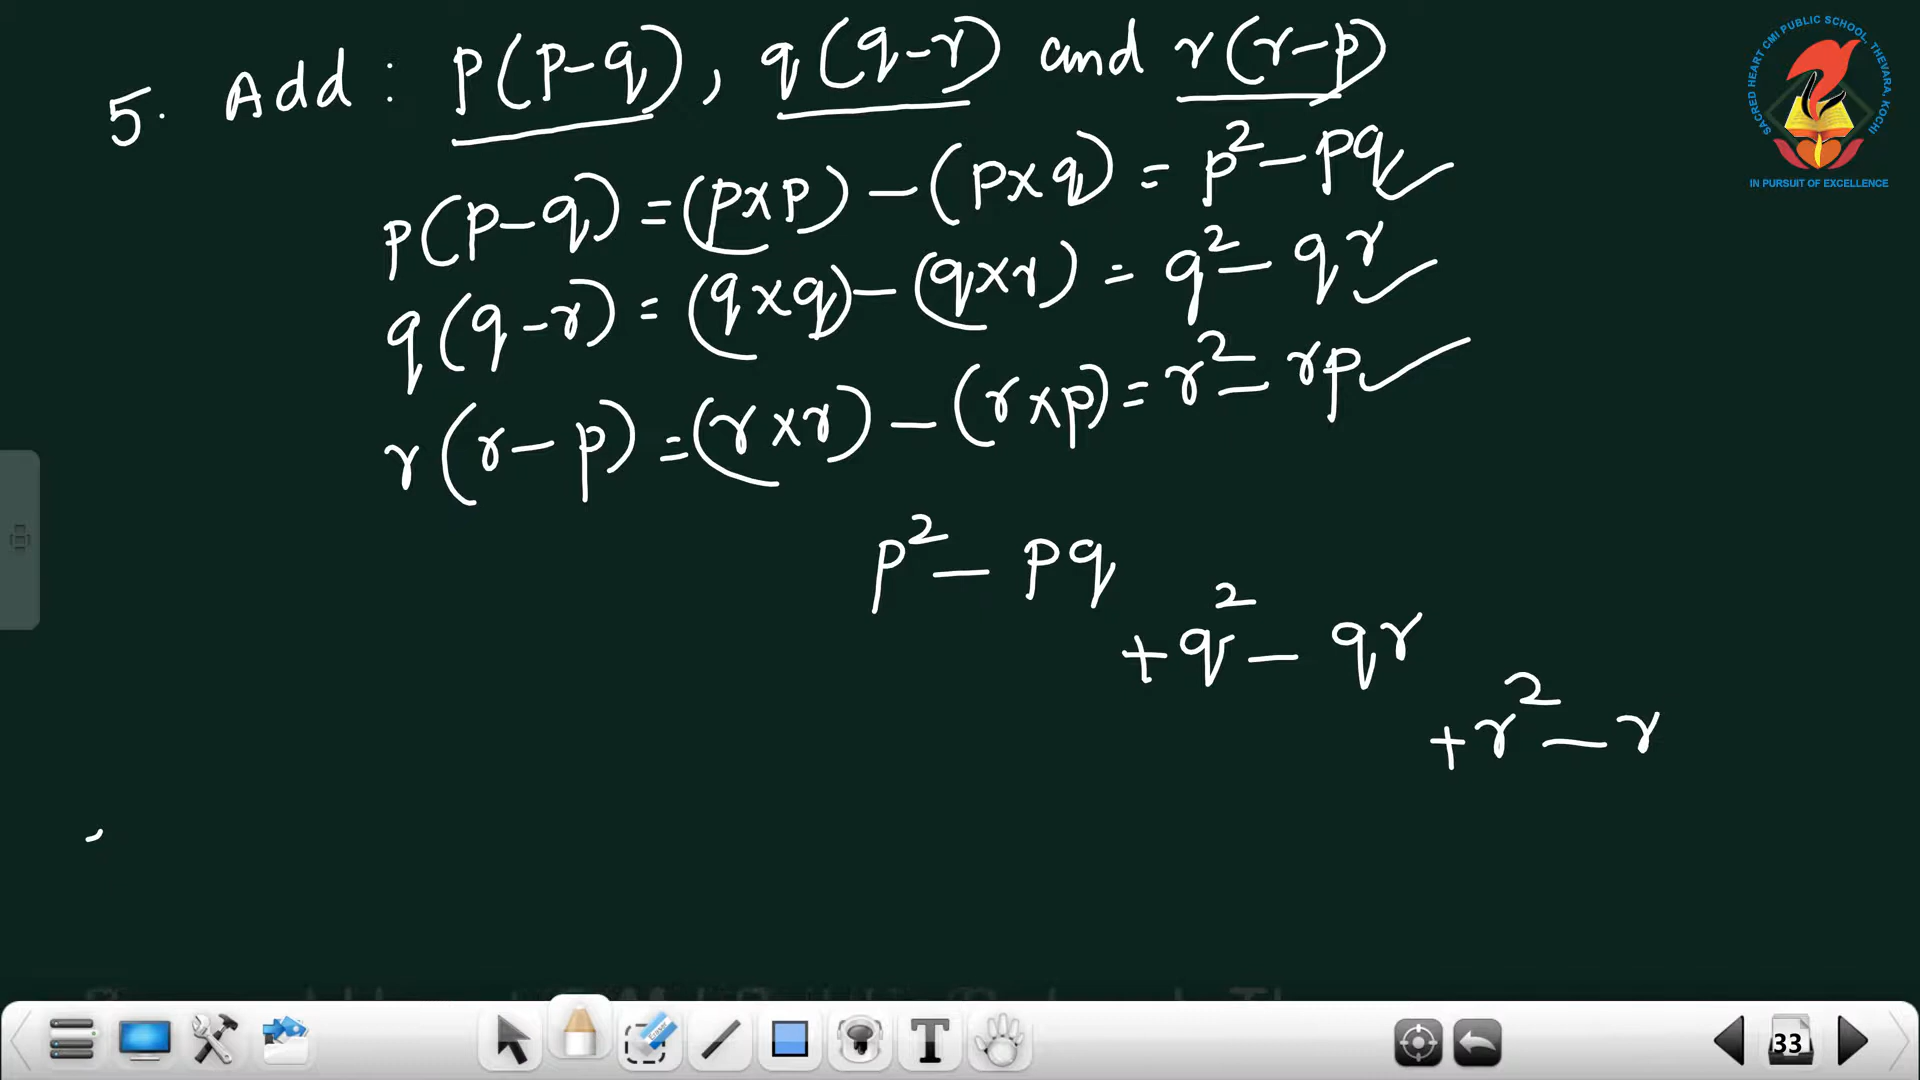 5. Add : p(p-q), q(q-r) and r(r-p)
p(p-q) = (p×p) - (p×q) = p² - pq
q(q-r) = (q×q) - (q×r) = q² - qr
r(r-p) = (r×r) - (r×p) = r² - rp
p² - pq
+ q² - qr
+ r² - r
SACRED HEART CMI PUBLIC SCHOOL, THEVARA, KOCHI
IN PURSUIT OF EXCELLENCE
T
33